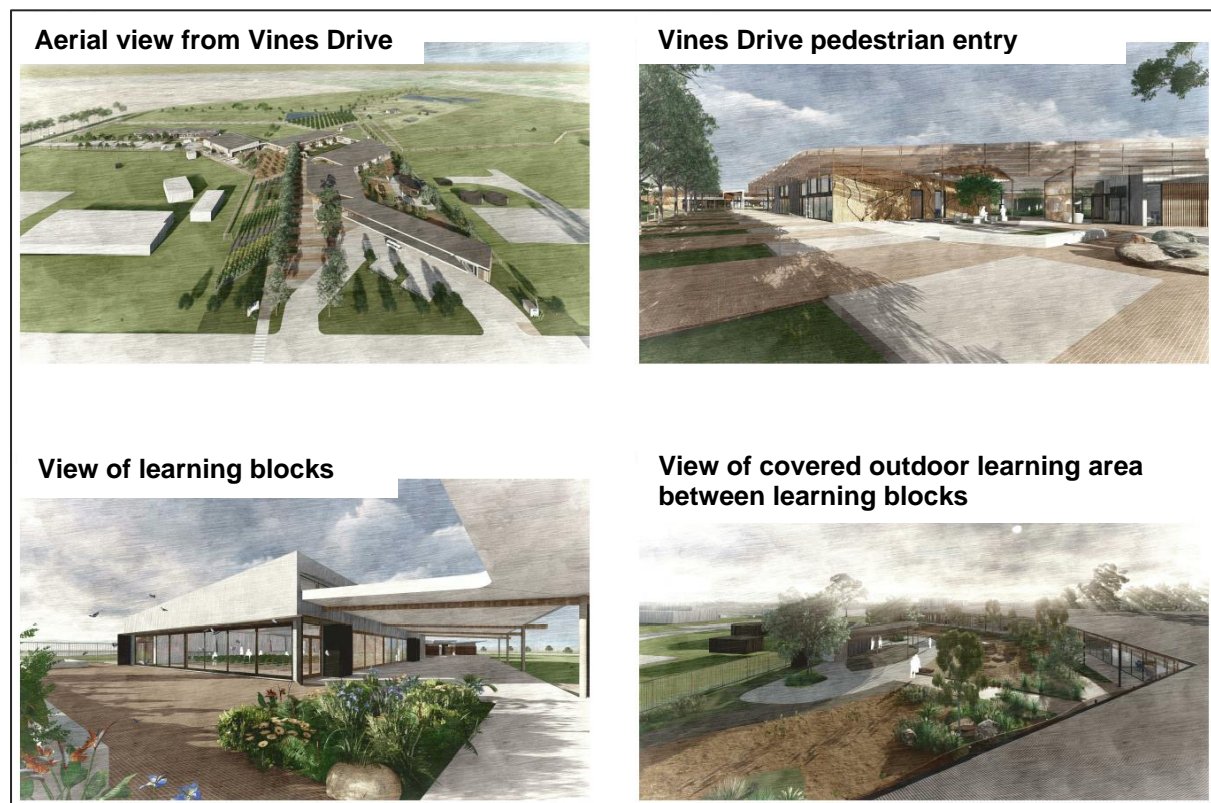 Aerial view from Vines Drive
Vines Drive pedestrian entry
View of learning blocks
View of covered outdoor learning area
between learning blocks